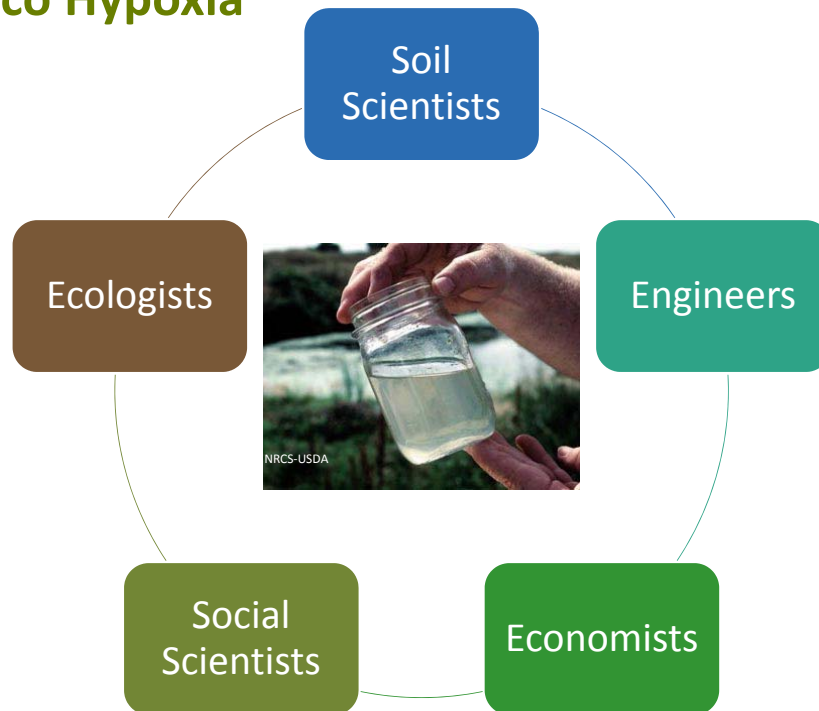 co Hypoxia
Soil
Scientists
Ecologists
Engineers
NRCS-USDA
Social
Scientists
Economists